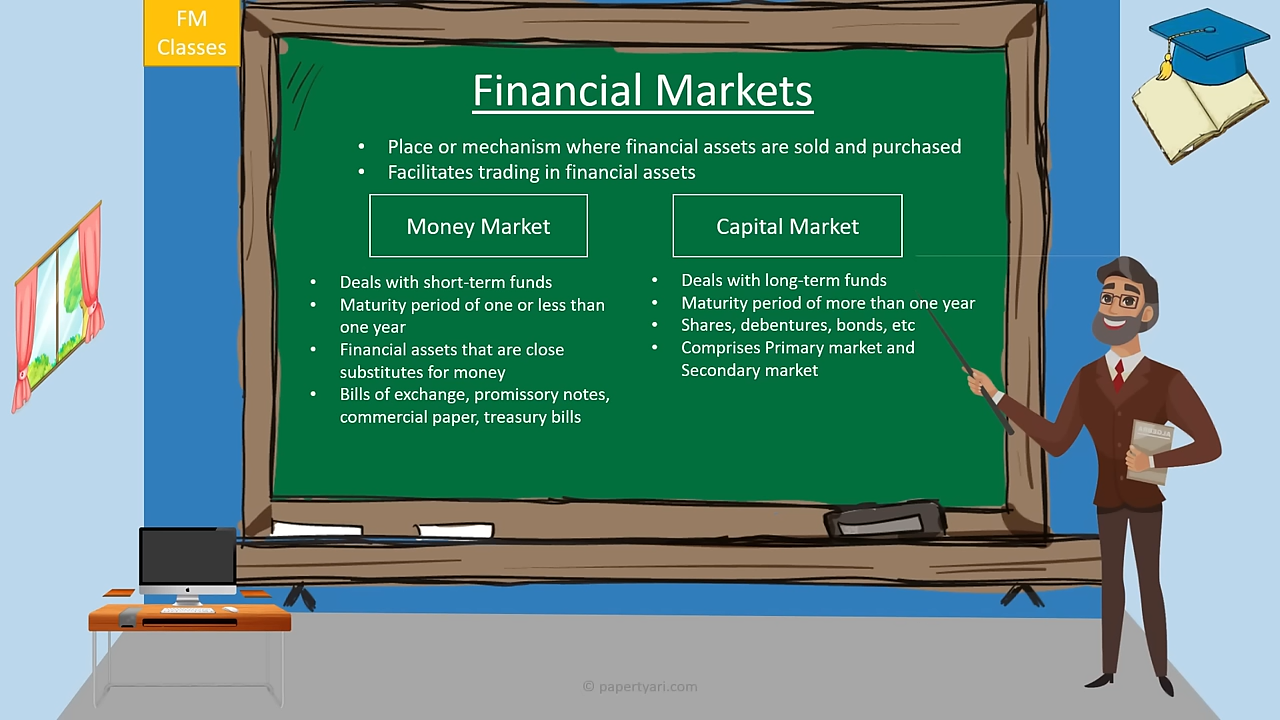 FM
Classes
Financial Markets
• Place or mechanism where financial assets are sold and purchased
• Facilitates trading in financial assets
Money Market
• Deals with short-term funds
• Maturity period of one or less than
one year
• Financial assets that are close
substitutes for money
• Bills of exchange, promissory notes,
commercial paper, treasury bills
Capital Market
• Deals with long-term funds
• Maturity period of more than one year
• Shares, debentures, bonds, etc
• Comprises Primary market and
Secondary market
© papertyari.com